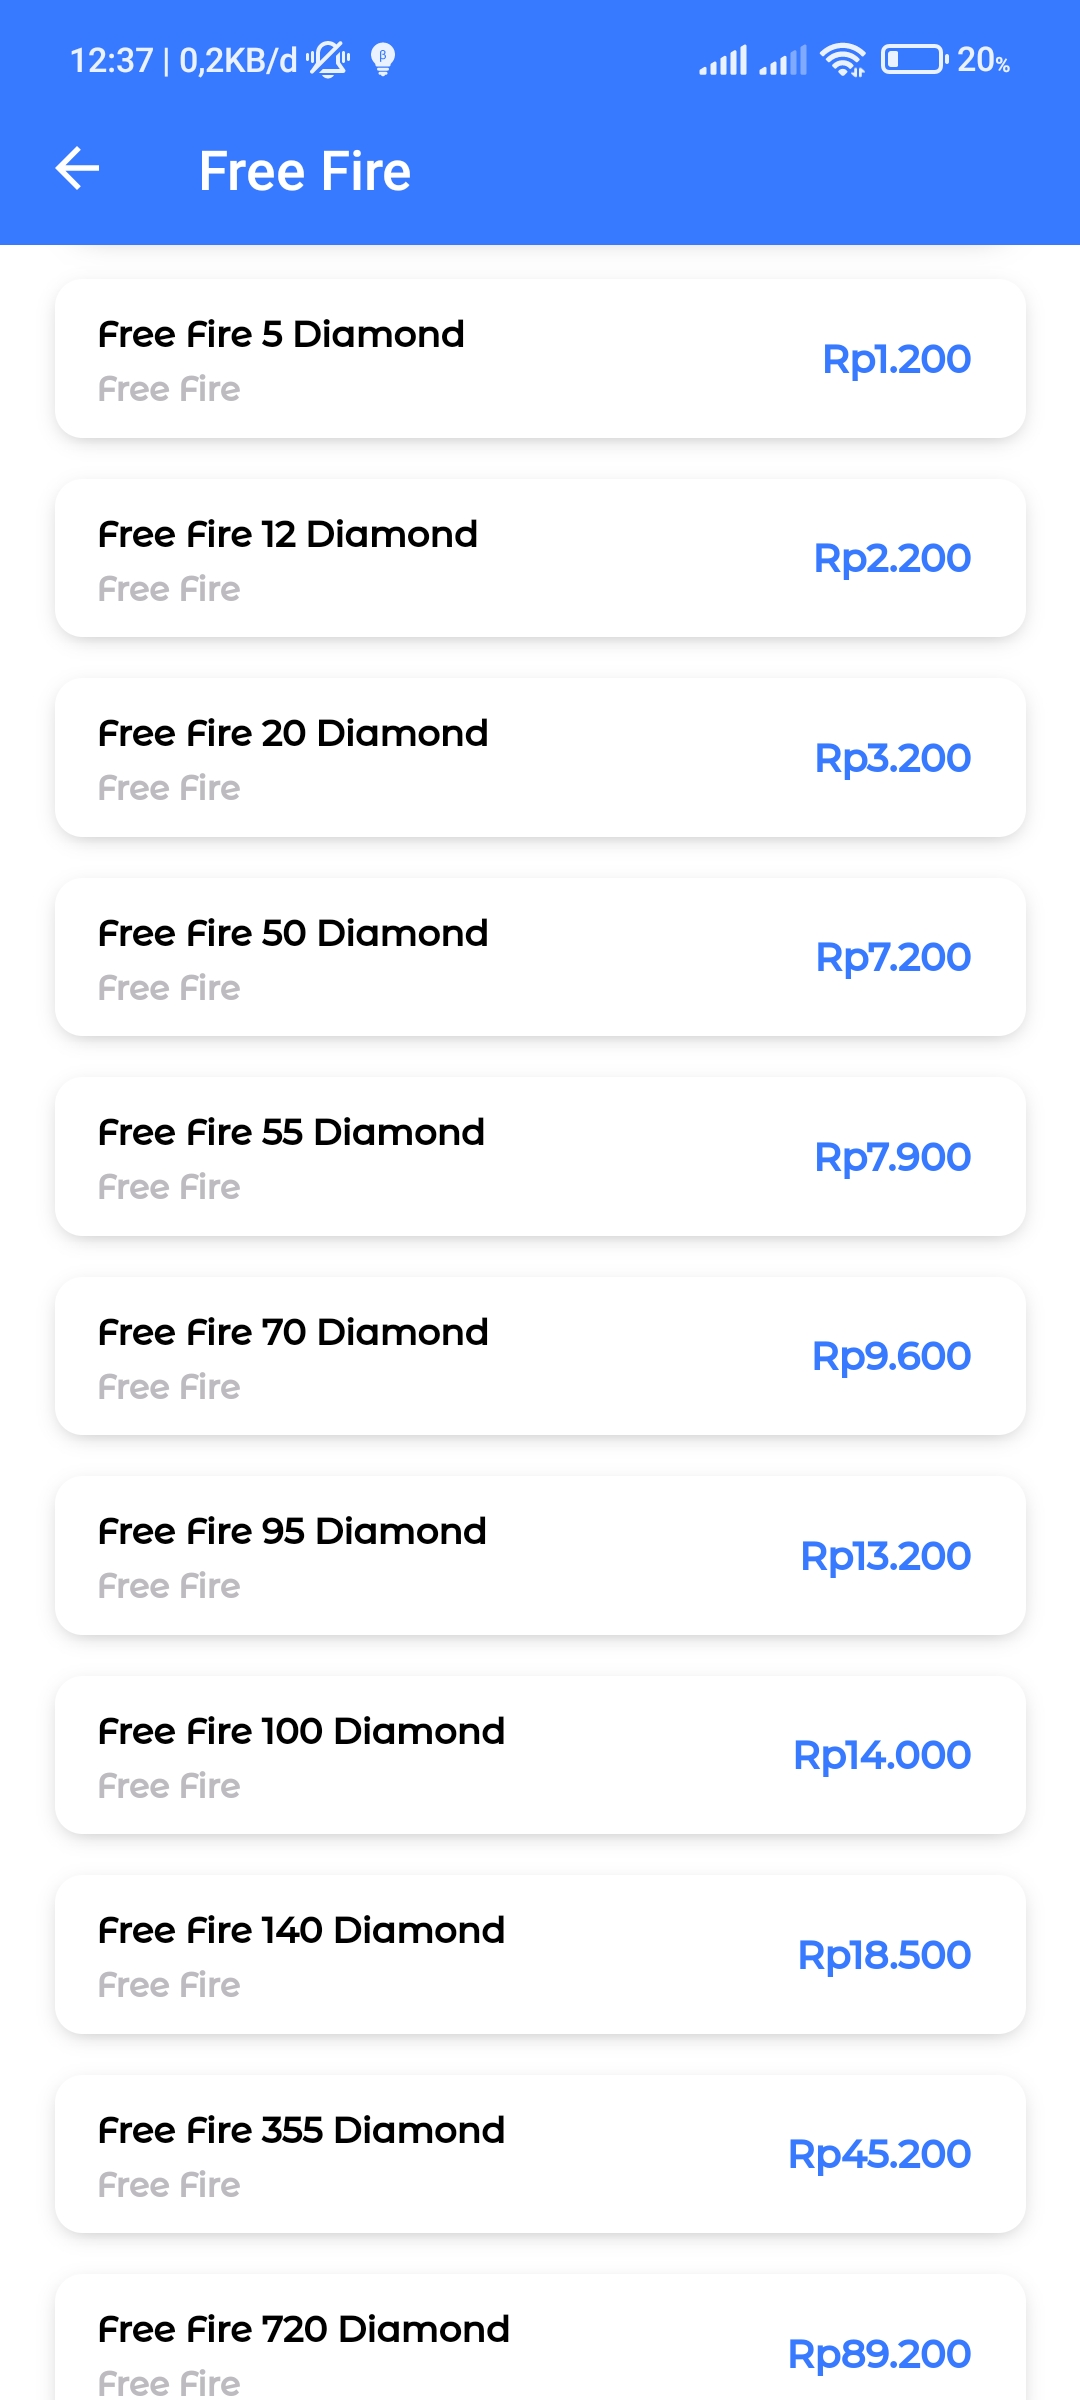 12:37 | 0,2KB/d β 20%
Free Fire
Free Fire 5 Diamond
Free Fire
Rp1.200
Free Fire 12 Diamond
Free Fire
Rp2.200
Free Fire 20 Diamond
Free Fire
Rp3.200
Free Fire 50 Diamond
Free Fire
Rp7.200
Free Fire 55 Diamond
Free Fire
Rp7.900
Free Fire 70 Diamond
Free Fire
Rp9.600
Free Fire 95 Diamond
Free Fire
Rp13.200
Free Fire 100 Diamond
Free Fire
Rp14.000
Free Fire 140 Diamond
Free Fire
Rp18.500
Free Fire 355 Diamond
Free Fire
Rp45.200
Free Fire 720 Diamond
Free Fire
Rp89.200